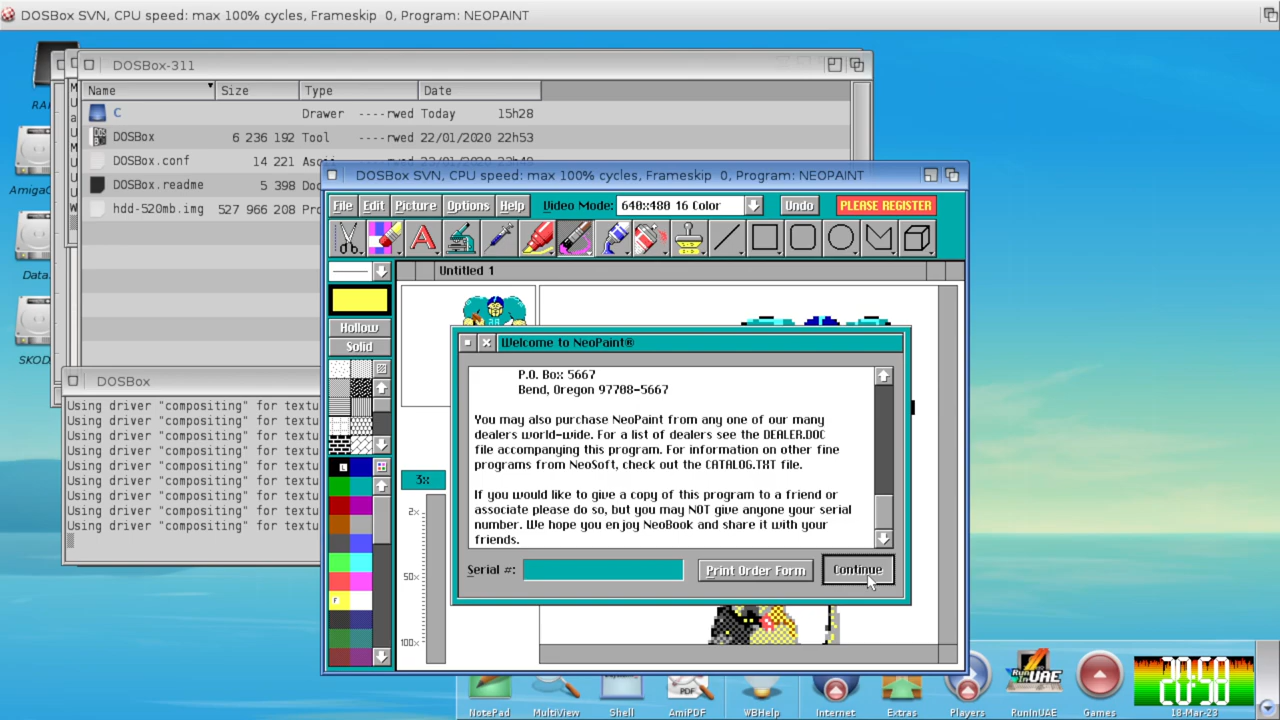 DOSBox SVN, CPU speed: max 100% cycles, Frameskip 0, Program: NEOPAINT
DOSBox-311
Name Size Type Date
C Drawer ----rwed Today 15h28
DOSBox 6 236 192 Tool ----rwed 22/01/2020 22h53
DOSBox.conf 14 221
DOSBox.readme 5 398
hdd-520mb.img 527 966 208
DOSBox SVN, CPU speed: max 100% cycles, Frameskip 0, Program: NEOPAINT
File Edit Picture Options Help Video Mode: 640x480 16 Color Undo PLEASE REGISTER
Untitled 1
Hollow
Solid
Welcome to NeoPaint®
P.O. Box 5667
Bend, Oregon 97708-5667
You may also purchase NeoPaint from any one of our many
dealers world-wide. For a list of dealers see the DEALER.DOC
file accompanying this program. For information on other fine
programs from NeoSoft, check out the CATALOG.TXT file.
If you would like to give a copy of this program to a friend or
associate please do so, but you may NOT give anyone your serial
number. We hope you enjoy NeoBook and share it with your
friends.
Serial #: Print Order Form Continue
L
F
3x
2x
50x
100x
DOSBox
Using driver "compositing" for textu
Using driver "compositing" for textu
Using driver "compositing" for textu
Using driver "compositing" for textu
Using driver "compositing" for textu
Using driver "compositing" for textu
Using driver "compositing" for textu
Using driver "compositing" for textu
Using driver "compositing" for textu
Data.
SKOD
NotePad MultiView Shell AmiPDF WBHelp Internet Extras Players RunInUAE Games
PDF
20:58
18-Mar-23